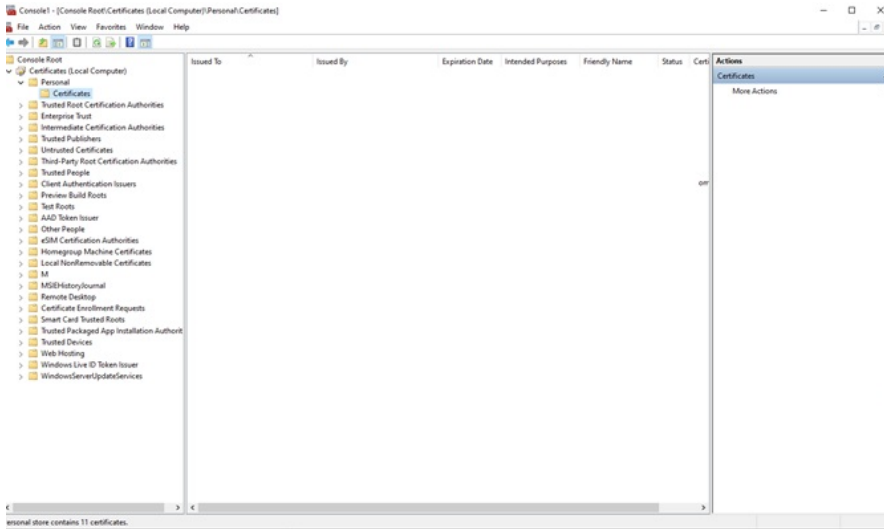 Console1 - [Console Root\Certificates (Local Computer)\Personal\Certificates]
File Action View Favorites Window Help
Console Root
Certificates (Local Computer)
Personal
Certificates
Trusted Root Certification Authorities
Enterprise Trust
Intermediate Certification Authorities
Trusted Publishers
Untrusted Certificates
Third-Party Root Certification Authorities
Trusted People
Client Authentication Issuers
Preview Build Roots
Test Roots
AAD Token Issuer
Other People
eSIM Certification Authorities
Homegroup Machine Certificates
Local NonRemovable Certificates
M
MSIEHistoryJournal
Remote Desktop
Certificate Enrollment Requests
Smart Card Trusted Roots
Trusted Packaged App Installation Authorit
Trusted Devices
Web Hosting
Windows Live ID Token Issuer
WindowsServerUpdateServices
Issued To Issued By Expiration Date Intended Purposes Friendly Name Status Certi
om
Actions
Certificates
More Actions
ersonal store contains 11 certificates.